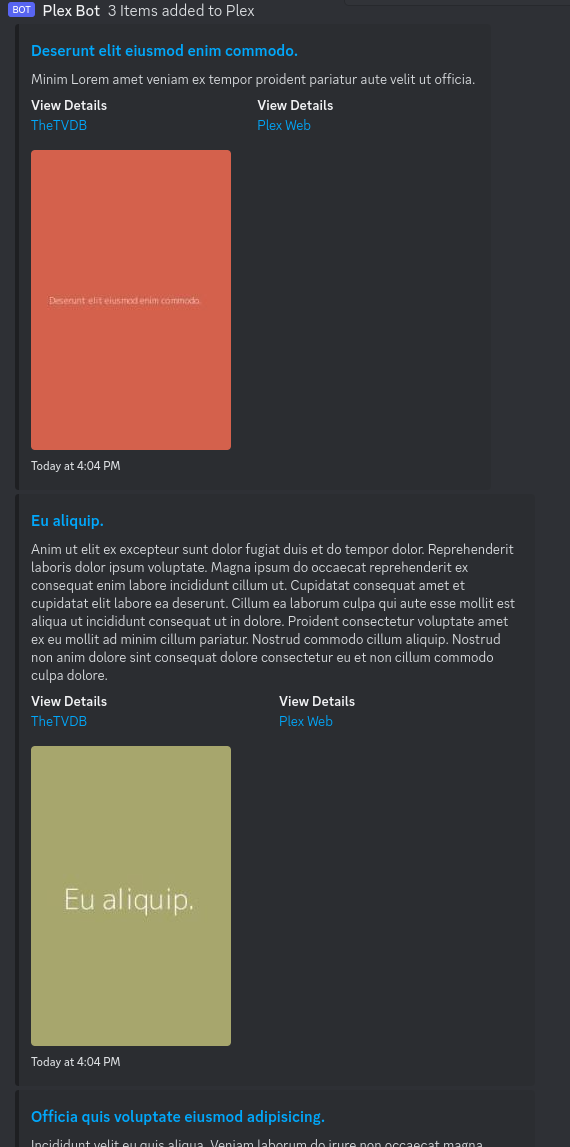 BOT Plex Bot 3 Items added to Plex
Deserunt elit eiusmod enim commodo.
Minim Lorem amet veniam ex tempor proident pariatur aute velit ut officia.
View Details View Details
TheTVDB Plex Web
Deserunt elit eiusmod enim commodo.
Today at 4:04 PM
Eu aliquip.
Anim ut elit ex excepteur sunt dolor fugiat duis et do tempor dolor. Reprehenderit
laboris dolor ipsum voluptate. Magna ipsum do occaecat reprehenderit ex
consequat enim labore incididunt cillum ut. Cupidatat consequat amet et
cupidatat elit labore ea deserunt. Cillum ea laborum culpa qui aute esse mollit est
aliqua ut incididunt consequat ut in dolore. Proident consectetur voluptate amet
ex eu mollit ad minim cillum pariatur. Nostrud commodo cillum aliquip. Nostrud
non anim dolore sint consequat dolore consectetur eu et non cillum commodo
culpa dolore.
View Details View Details
TheTVDB Plex Web
Eu aliquip.
Today at 4:04 PM
Officia quis voluptate eiusmod adipisicing.
Incididunt velit eu quis aliqua. Veniam laborum do irure non occaecat magna